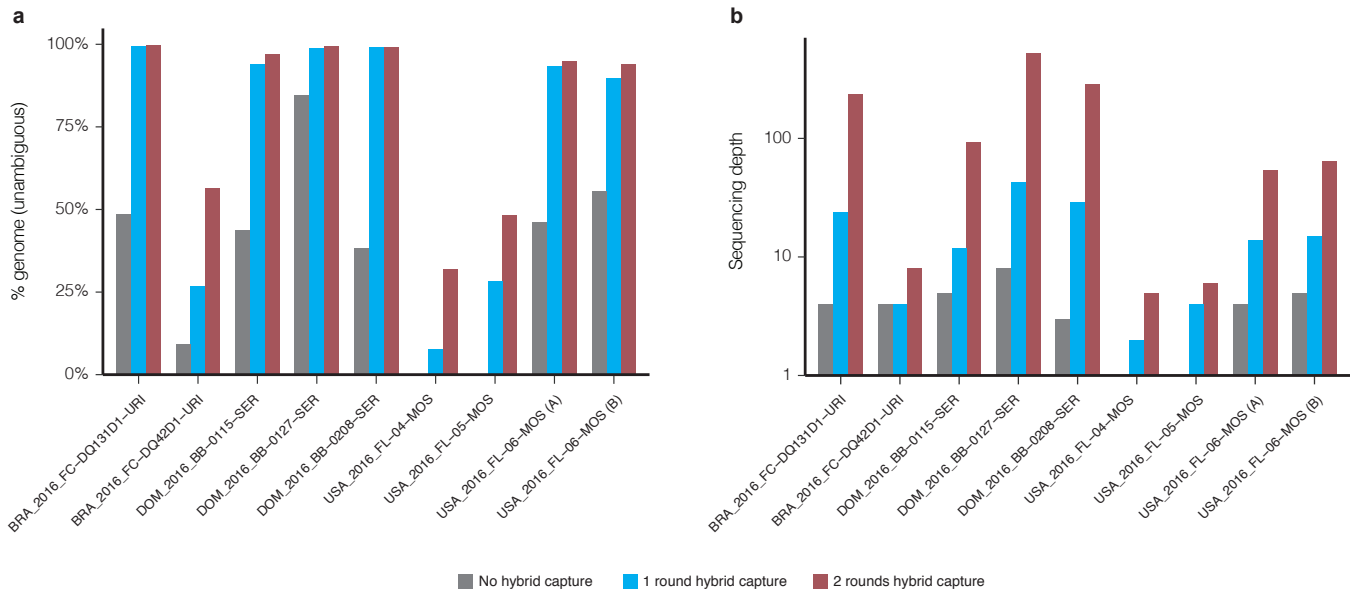 a
% genome (unambiguous)
100%
75%
50%
25%
0%
BRA_2016_FC−DQ131D1−URI
BRA_2016_FC−DQ42D1−URI
DOM_2016_BB−0115−SER
DOM_2016_BB−0127−SER
DOM_2016_BB−0208−SER
USA_2016_FL−04−MOS
USA_2016_FL−05−MOS
USA_2016_FL−06−MOS (A)
USA_2016_FL−06−MOS (B)
b
Sequencing depth
100
10
1
BRA_2016_FC−DQ131D1−URI
BRA_2016_FC−DQ42D1−URI
DOM_2016_BB−0115−SER
DOM_2016_BB−0127−SER
DOM_2016_BB−0208−SER
USA_2016_FL−04−MOS
USA_2016_FL−05−MOS
USA_2016_FL−06−MOS (A)
USA_2016_FL−06−MOS (B)
No hybrid capture
1 round hybrid capture
2 rounds hybrid capture